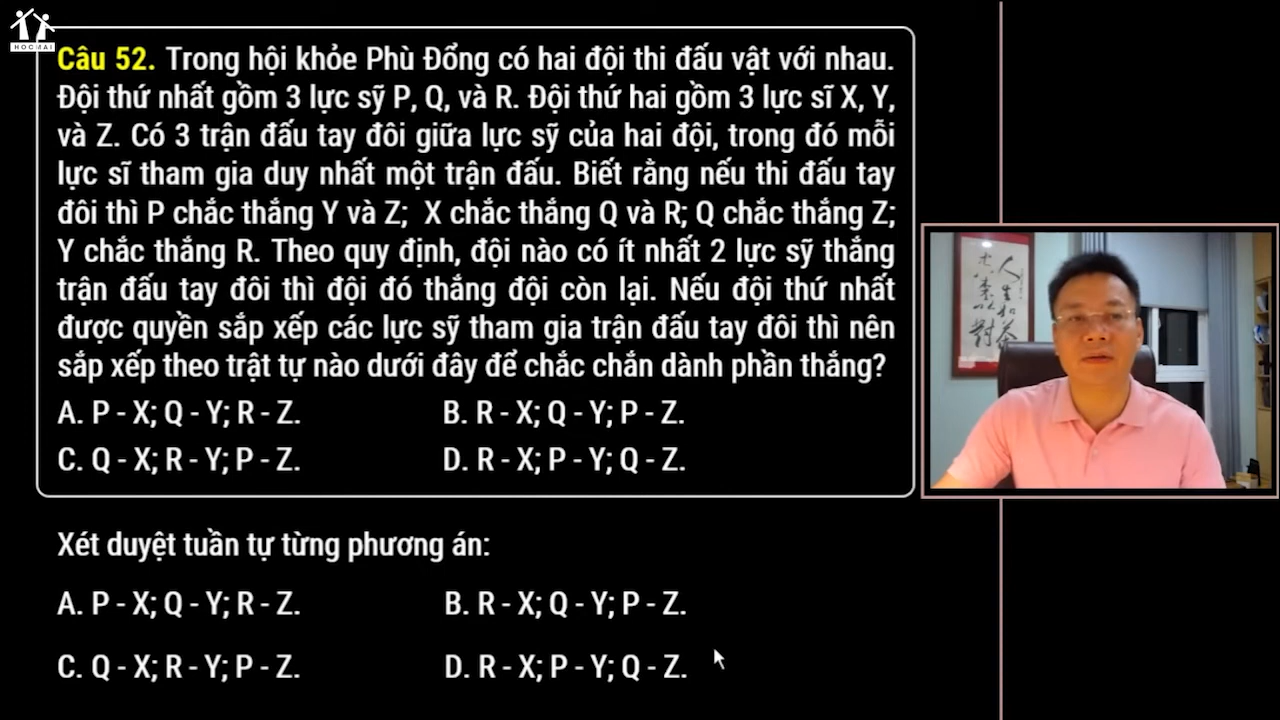 HOCMAI
Câu 52. Trong hội khỏe Phù Đổng có hai đội thi đấu vật với nhau.
Đội thứ nhất gồm 3 lực sỹ P, Q, và R. Đội thứ hai gồm 3 lực sĩ X, Y,
và Z. Có 3 trận đấu tay đôi giữa lực sỹ của hai đội, trong đó mỗi
lực sĩ tham gia duy nhất một trận đấu. Biết rằng nếu thi đấu tay
đôi thì P chắc thắng Y và Z; X chắc thắng Q và R; Q chắc thắng Z;
Y chắc thắng R. Theo quy định, đội nào có ít nhất 2 lực sỹ thắng
trận đấu tay đôi thì đội đó thắng đội còn lại. Nếu đội thứ nhất
được quyền sắp xếp các lực sỹ tham gia trận đấu tay đôi thì nên
sắp xếp theo trật tự nào dưới đây để chắc chắn dành phần thắng?
A. P - X; Q - Y; R - Z. B. R - X; Q - Y; P - Z.
C. Q - X; R - Y; P - Z. D. R - X; P - Y; Q - Z.
Xét duyệt tuần tự từng phương án:
A. P - X; Q - Y; R - Z. B. R - X; Q - Y; P - Z.
C. Q - X; R - Y; P - Z. D. R - X; P - Y; Q - Z.